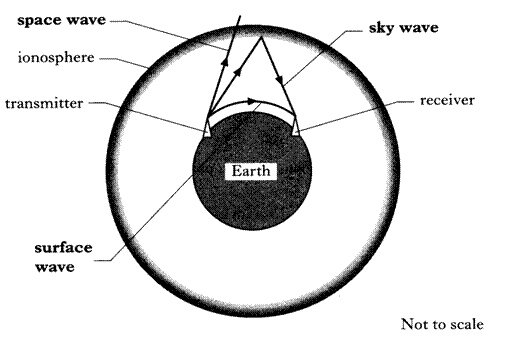 space wave
sky wave
ionosphere
transmitter
receiver
Earth
surface
wave
Not to scale